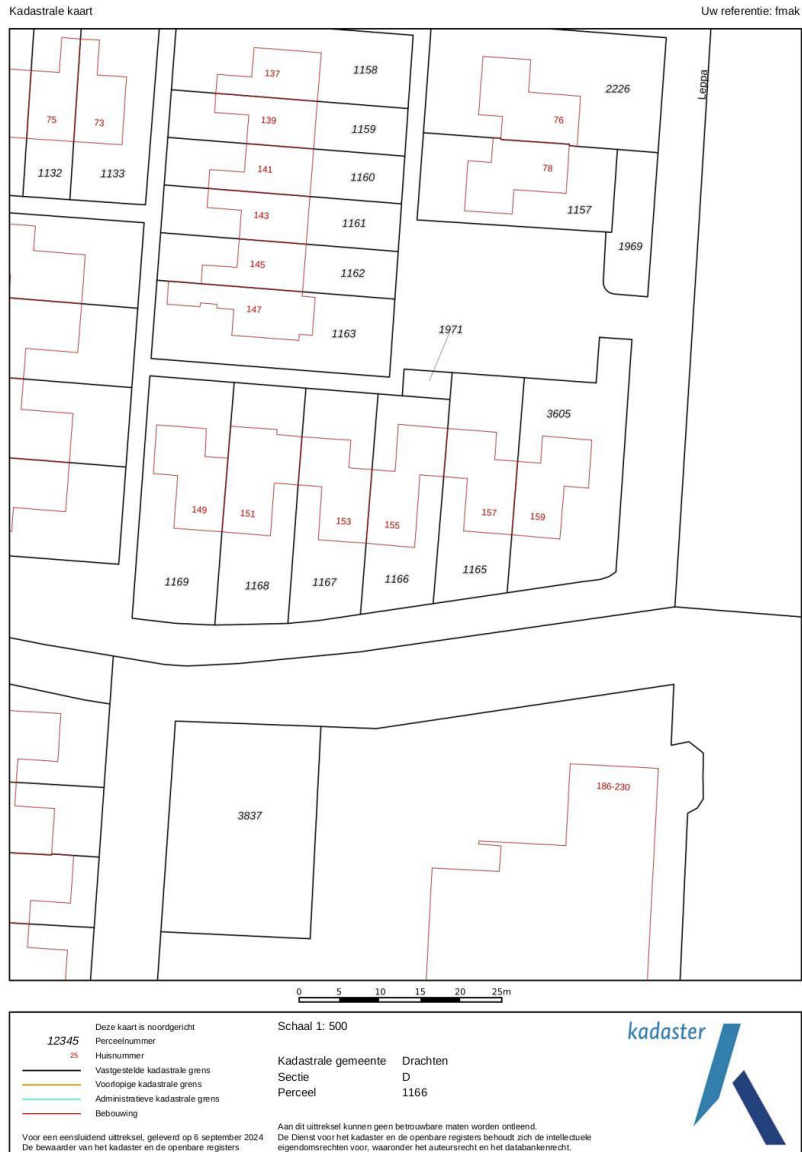 Kadastrale kaart
Uw referentie: fmak
137
1158
2226
Leppa
75
73
139
1159
76
1132
1133
141
1160
78
143
1161
1157
145
1162
1969
147
1163
1971
3605
149
151
153
155
157
159
1169
1168
1167
1166
1165
186-230
3837
0 5 10 15 20 25m
Deze kaart is noordgericht
12345 Perceelnummer
25 Huisnummer
Vastgestelde kadastrale grens
Voorlopige kadastrale grens
Administratieve kadastrale grens
Bebouwing
Voor een eensluidend uittreksel, geleverd op 6 september 2024
De bewaarder van het kadaster en de openbare registers
Schaal 1: 500
Kadastrale gemeente Drachten
Sectie D
Perceel 1166
Aan dit uittreksel kunnen geen betrouwbare maten worden ontleend.
De Dienst voor het kadaster en de openbare registers behoudt zich de intellectuele
eigendomsrechten voor, waaronder het auteursrecht en het databankenrecht.
kadaster